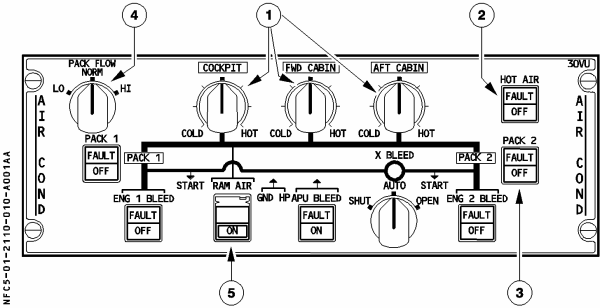 4 1 2
PACK FLOW
NORM
LO HI
COCKPIT FWD CABIN AFT CABIN
30VU
HOT AIR
FAULT
OFF
AIR COND
AIR COND
COLD HOT COLD HOT COLD HOT
PACK 1
FAULT
OFF
PACK 1
X BLEED
PACK 2
PACK 2
FAULT
OFF
START RAM AIR AUTO START
ENG 1 BLEED
FAULT
OFF
ON
GND HP APU BLEED
FAULT
ON
SHUT OPEN
ENG 2 BLEED
FAULT
OFF
5 3
NFC5-01-2110-010-A001AA